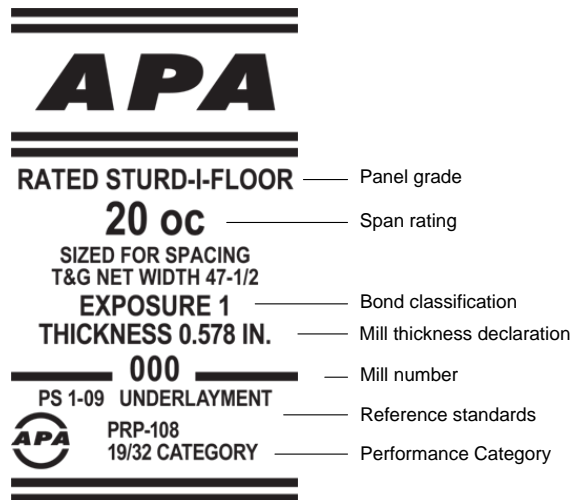 APA
RATED STURD-I-FLOOR Panel grade
20 oc Span rating
SIZED FOR SPACING
T&G NET WIDTH 47-1/2
EXPOSURE 1 Bond classification
THICKNESS 0.578 IN. Mill thickness declaration
000 Mill number
PS 1-09 UNDERLAYMENT Reference standards
APA PRP-108
19/32 CATEGORY Performance Category